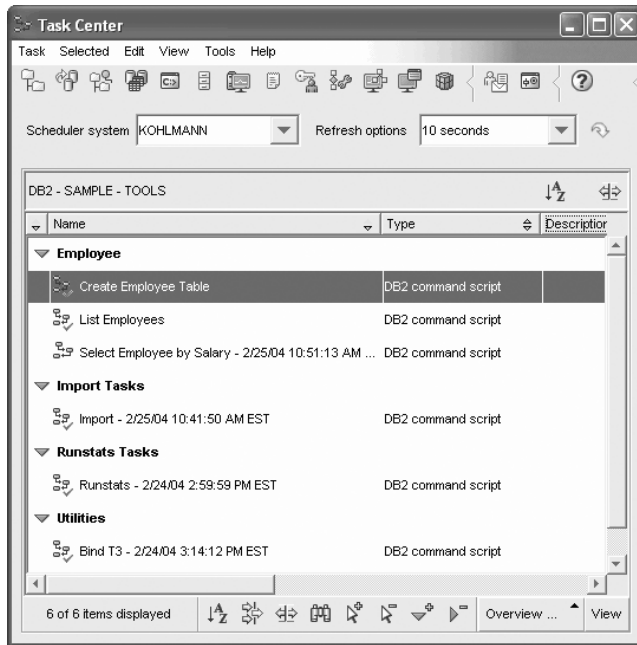 Task Center
Task Selected Edit View Tools Help
Scheduler system KOHLMANN Refresh options 10 seconds
DB2 - SAMPLE - TOOLS
Name Type Description
Employee
Create Employee Table DB2 command script
List Employees DB2 command script
Select Employee by Salary - 2/25/04 10:51:13 AM ... DB2 command script
Import Tasks
Import - 2/25/04 10:41:50 AM EST DB2 command script
Runstats Tasks
Runstats - 2/24/04 2:59:59 PM EST DB2 command script
Utilities
Bind T3 - 2/24/04 3:14:12 PM EST DB2 command script
6 of 6 items displayed Overview ... View